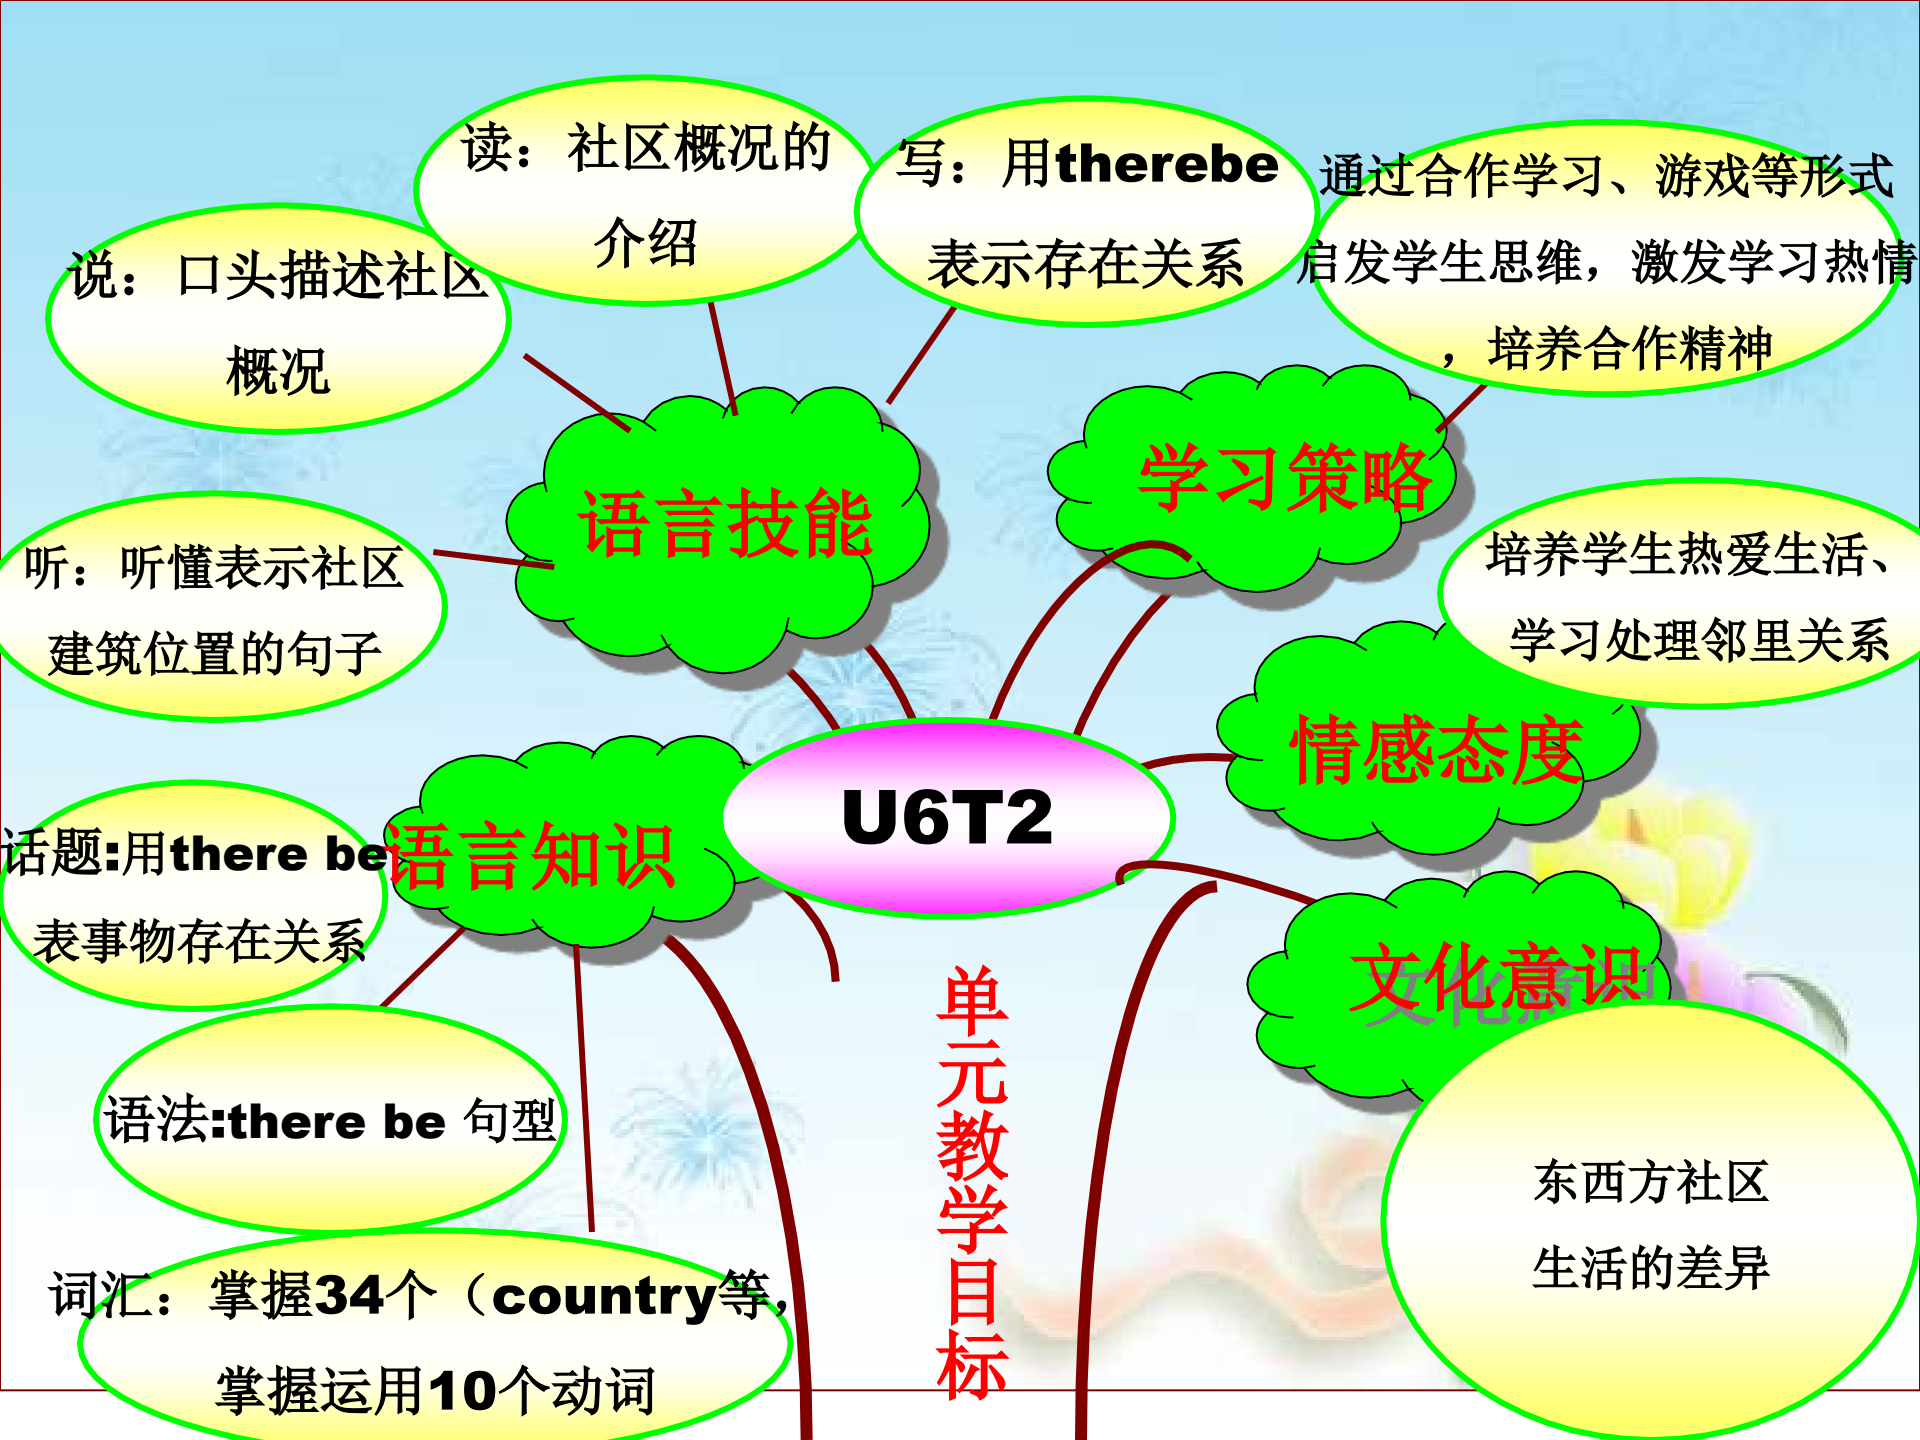 读：社区概况的
介绍
写：用therebe
表示存在关系
通过合作学习、游戏等形式
启发学生思维，激发学习热情
，培养合作精神
说：口头描述社区
概况
语言技能
学习策略
听：听懂表示社区
建筑位置的句子
培养学生热爱生活、
学习处理邻里关系
情感态度
U6T2
语言知识
话题:用there be
表事物存在关系
文化意识
语法:there be 句型
东西方社区
生活的差异
词汇：掌握34个（country等，
掌握运用10个动词
单
元
教
学
目
标